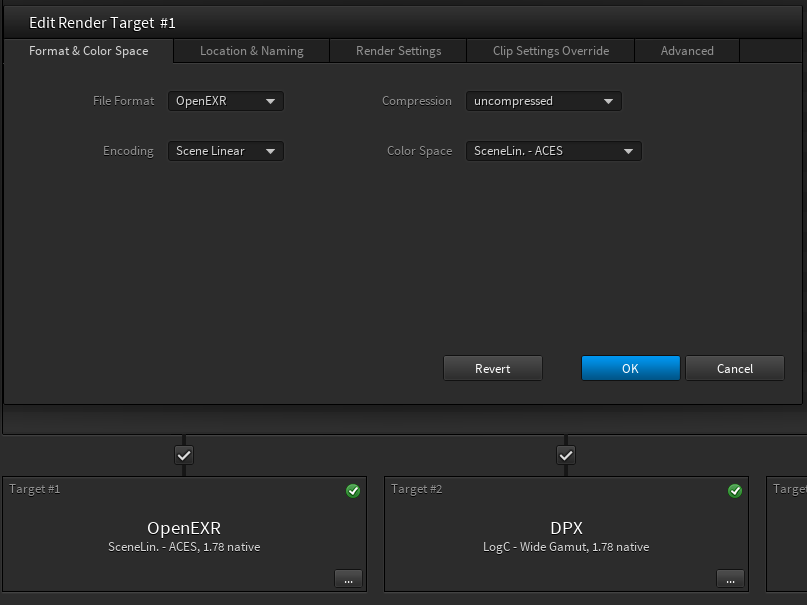 Edit Render Target #1
Format & Color Space Location & Naming Render Settings Clip Settings Override Advanced
File Format OpenEXR Compression uncompressed
Encoding Scene Linear Color Space SceneLin. - ACES
Revert OK Cancel
Target #1 Target #2 Targe
OpenEXR DPX
SceneLin. - ACES, 1.78 native LogC - Wide Gamut, 1.78 native
... ...